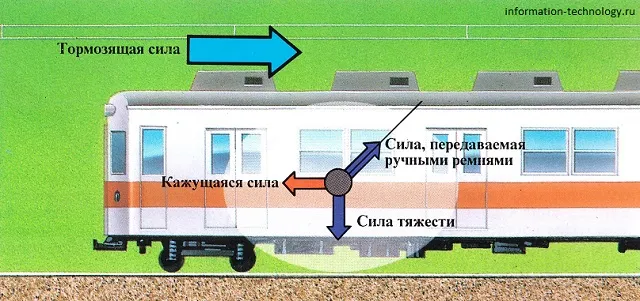 information-technology.ru
Тормозящая сила
Сила, передаваемая
ручными ремнями
Кажущаяся сила
Сила тяжести